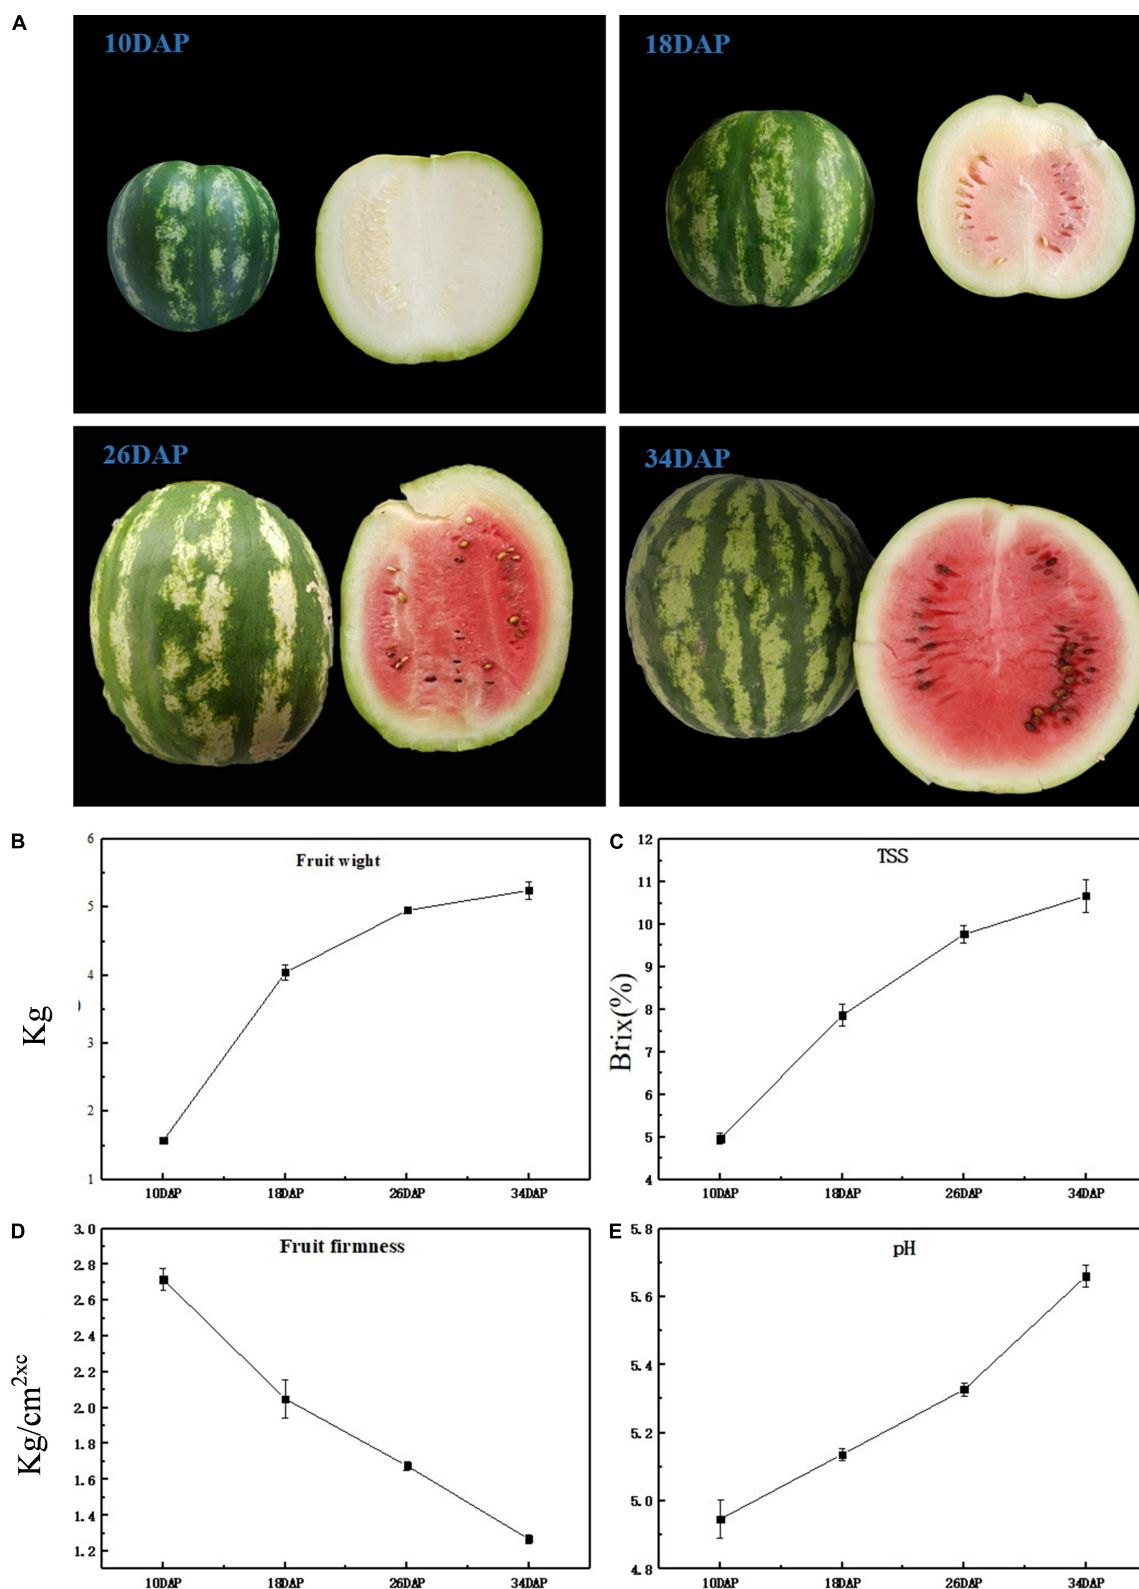 A
10DAP
18DAP
26DAP
34DAP
B
Fruit wight
Kg
)
6
5
4
3
2
1
10DAP 18DAP 26DAP 34DAP
C
TSS
Brix(%)
12
11
10
9
8
7
6
5
4
10DAP 18DAP 26DAP 34DAP
D
Fruit firmness
Kg/cm²ˣᶜ
3.0
2.8
2.6
2.4
2.2
2.0
1.8
1.6
1.4
1.2
10DAP 18DAP 26DAP 34DAP
E
pH
5.8
5.6
5.4
5.2
5.0
4.8
10DAP 18DAP 26DAP 34DAP